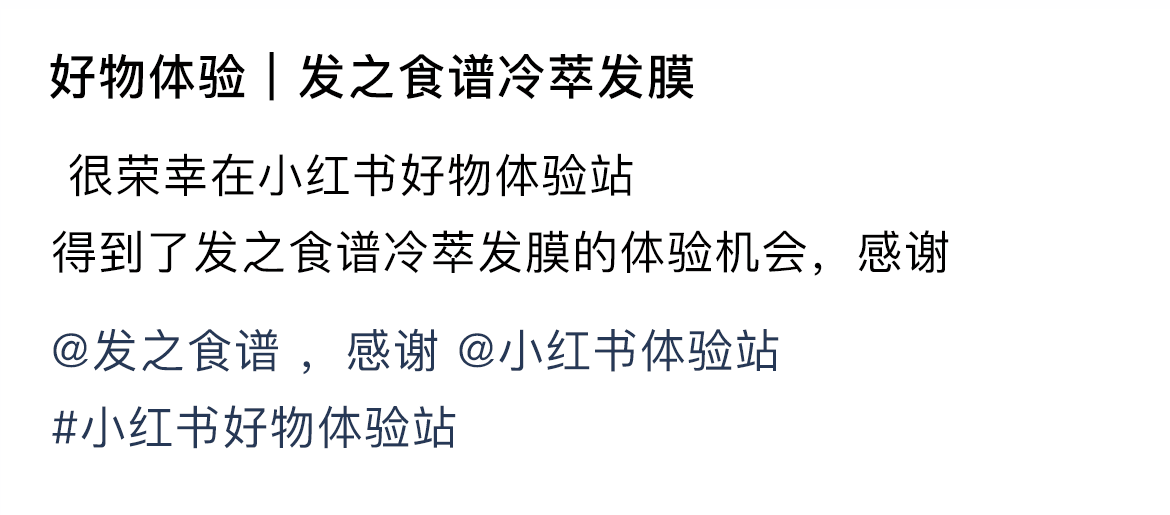 好物体验｜发之食谱冷萃发膜
很荣幸在小红书好物体验站
得到了发之食谱冷萃发膜的体验机会，感谢
@发之食谱 ，感谢 @小红书体验站
#小红书好物体验站